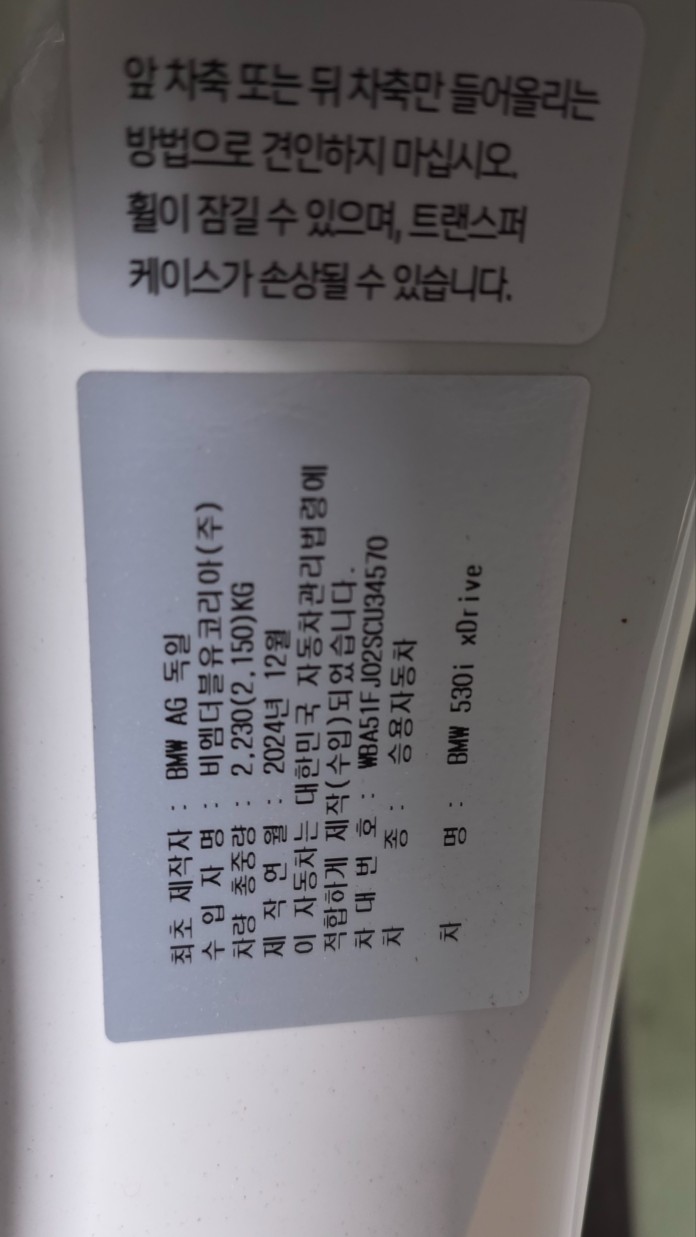 앞 차축 또는 뒤 차축만 들어올리는
방법으로 견인하지 마십시오.
휠이 잠길 수 있으며, 트랜스퍼
케이스가 손상될 수 있습니다.
최초 제작자 : BMW AG 독일
수 입 자 명 : 비엠더블유코리아(주)
차량 총중량 : 2,230(2,150)KG
제 작 연 월 : 2024년 12월
이 자동차는 대한민국 자동차관리법령에
적합하게 제작(수입)되었습니다.
차 대 번 호 : WBA51FJ02SCU34570
차 종 : 승용자동차
차 명 : BMW 530i xDrive